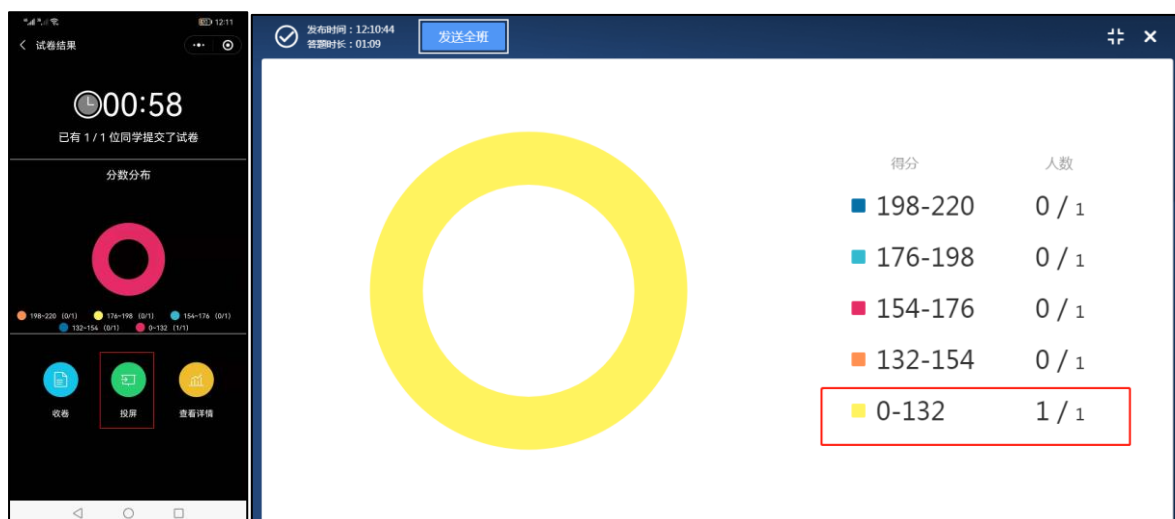 12:11
试卷结果
00:58
已有 1 / 1 位同学提交了试卷
分数分布
198~220 (0/1) 176~198 (0/1) 154~176 (0/1)
132~154 (0/1) 0~132 (1/1)
收卷 投屏 查看详情
发布时间：12:10:44
答题时长：01:09
发送全班
得分 人数
198-220 0 / 1
176-198 0 / 1
154-176 0 / 1
132-154 0 / 1
0-132 1 / 1